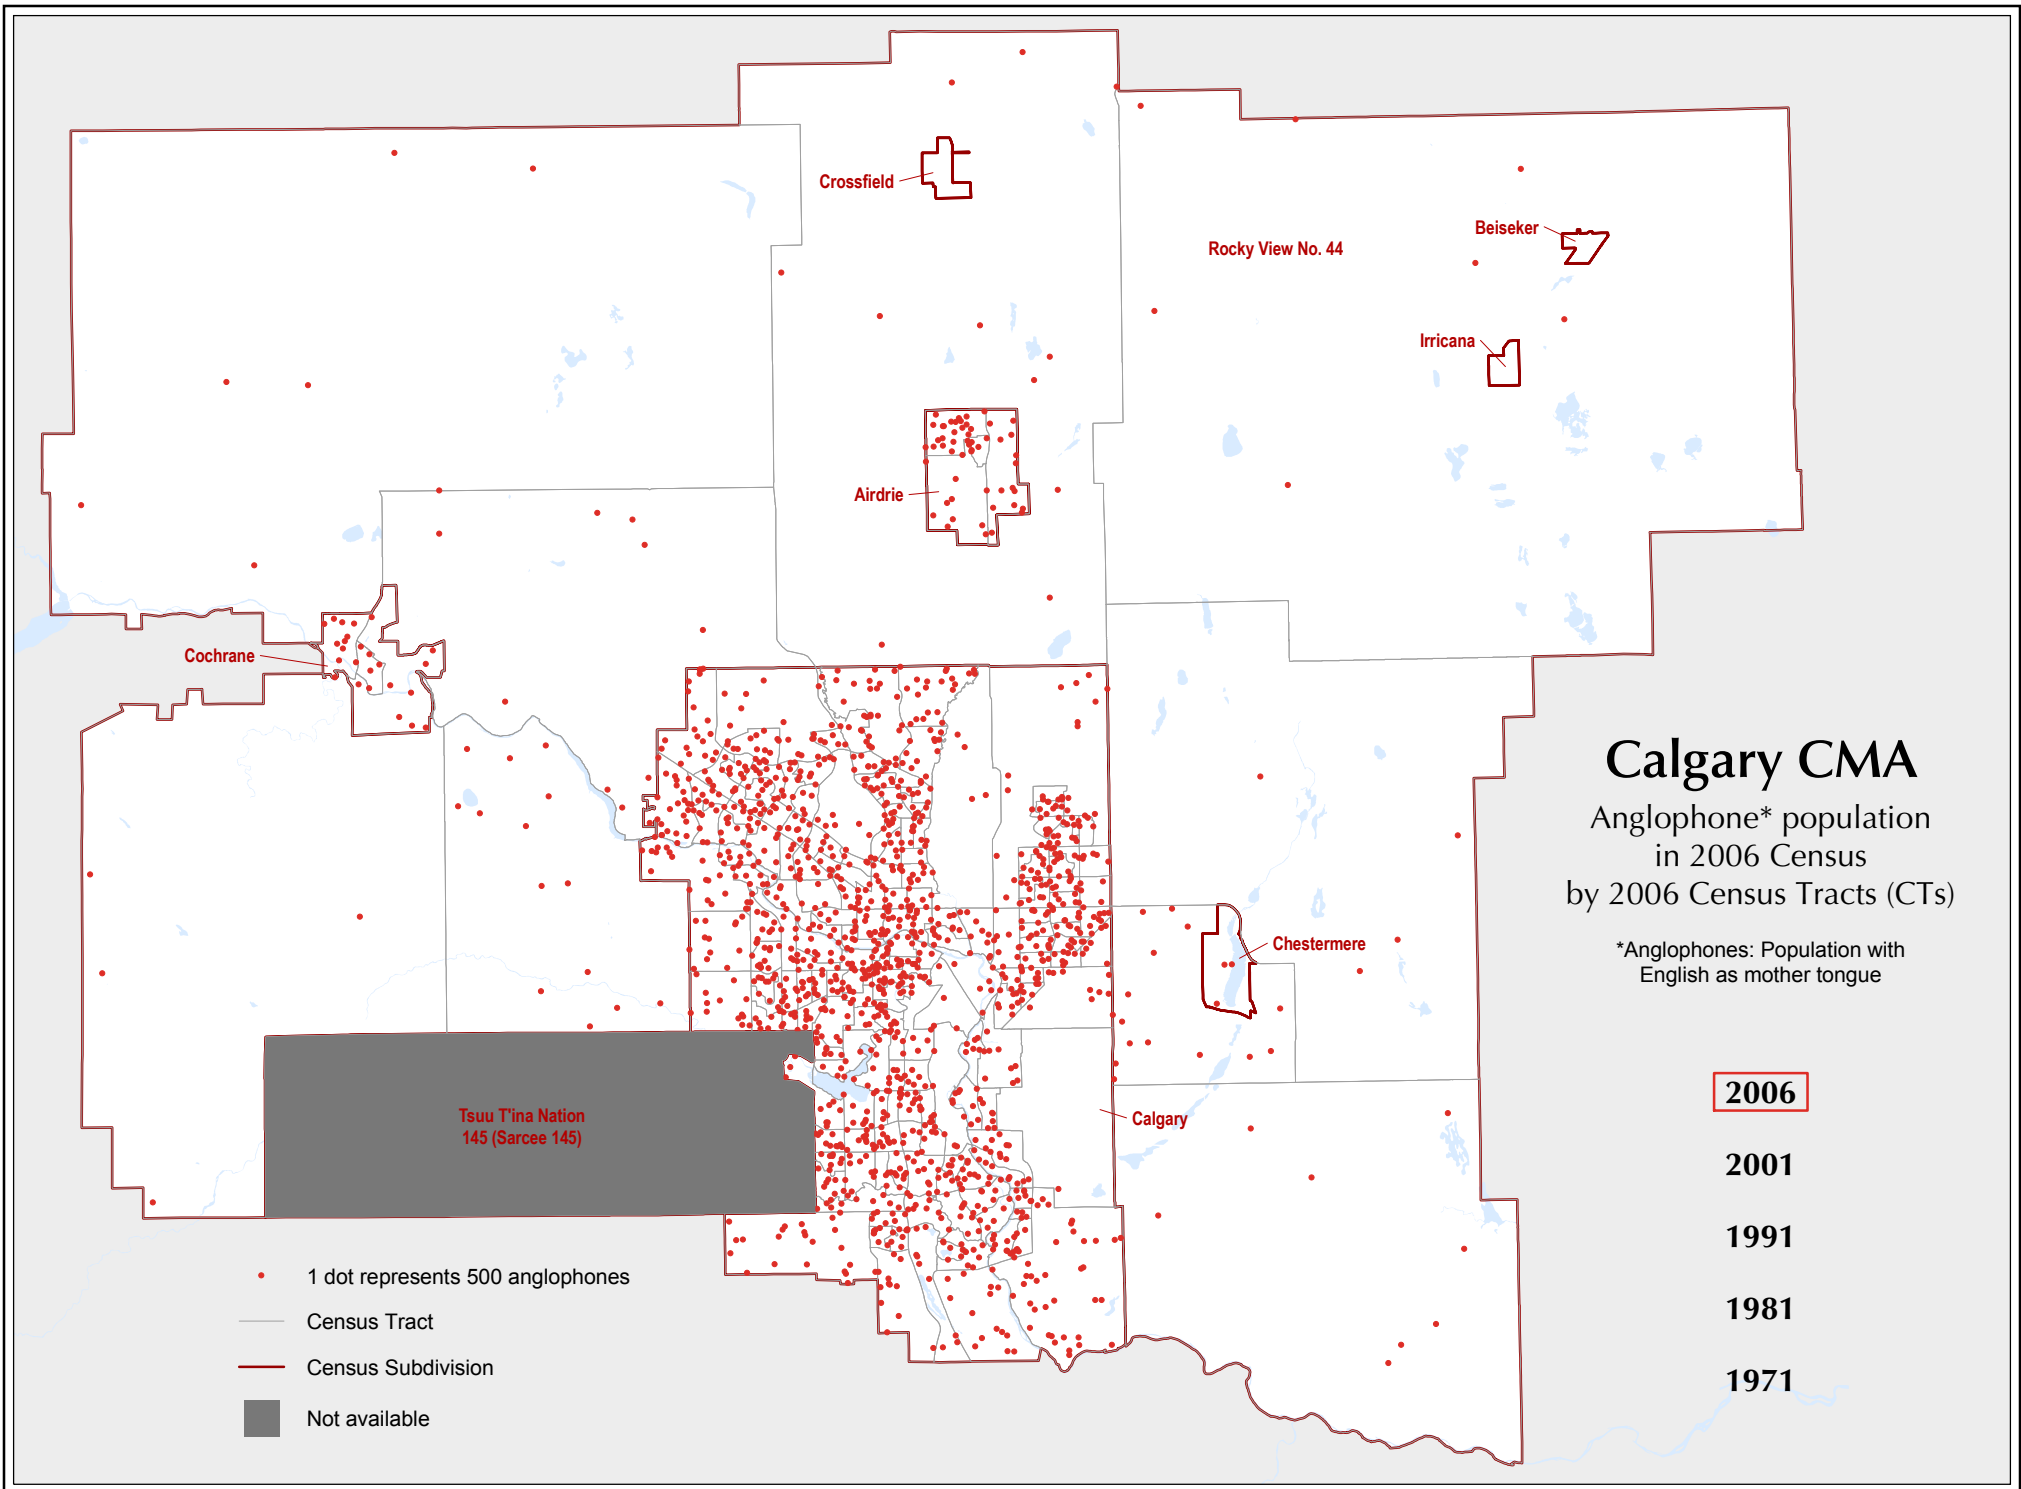 Crossfield
Beiseker
Rocky View No. 44
Irricana
Airdrie
Cochrane
Calgary CMA
Anglophone* population
in 2006 Census
by 2006 Census Tracts (CTs)
*Anglophones: Population with
English as mother tongue
Chestermere
2006
Tsuu T'ina Nation
145 (Sarcee 145)
Calgary
2001
1991
1 dot represents 500 anglophones
1981
Census Tract
Census Subdivision
1971
Not available